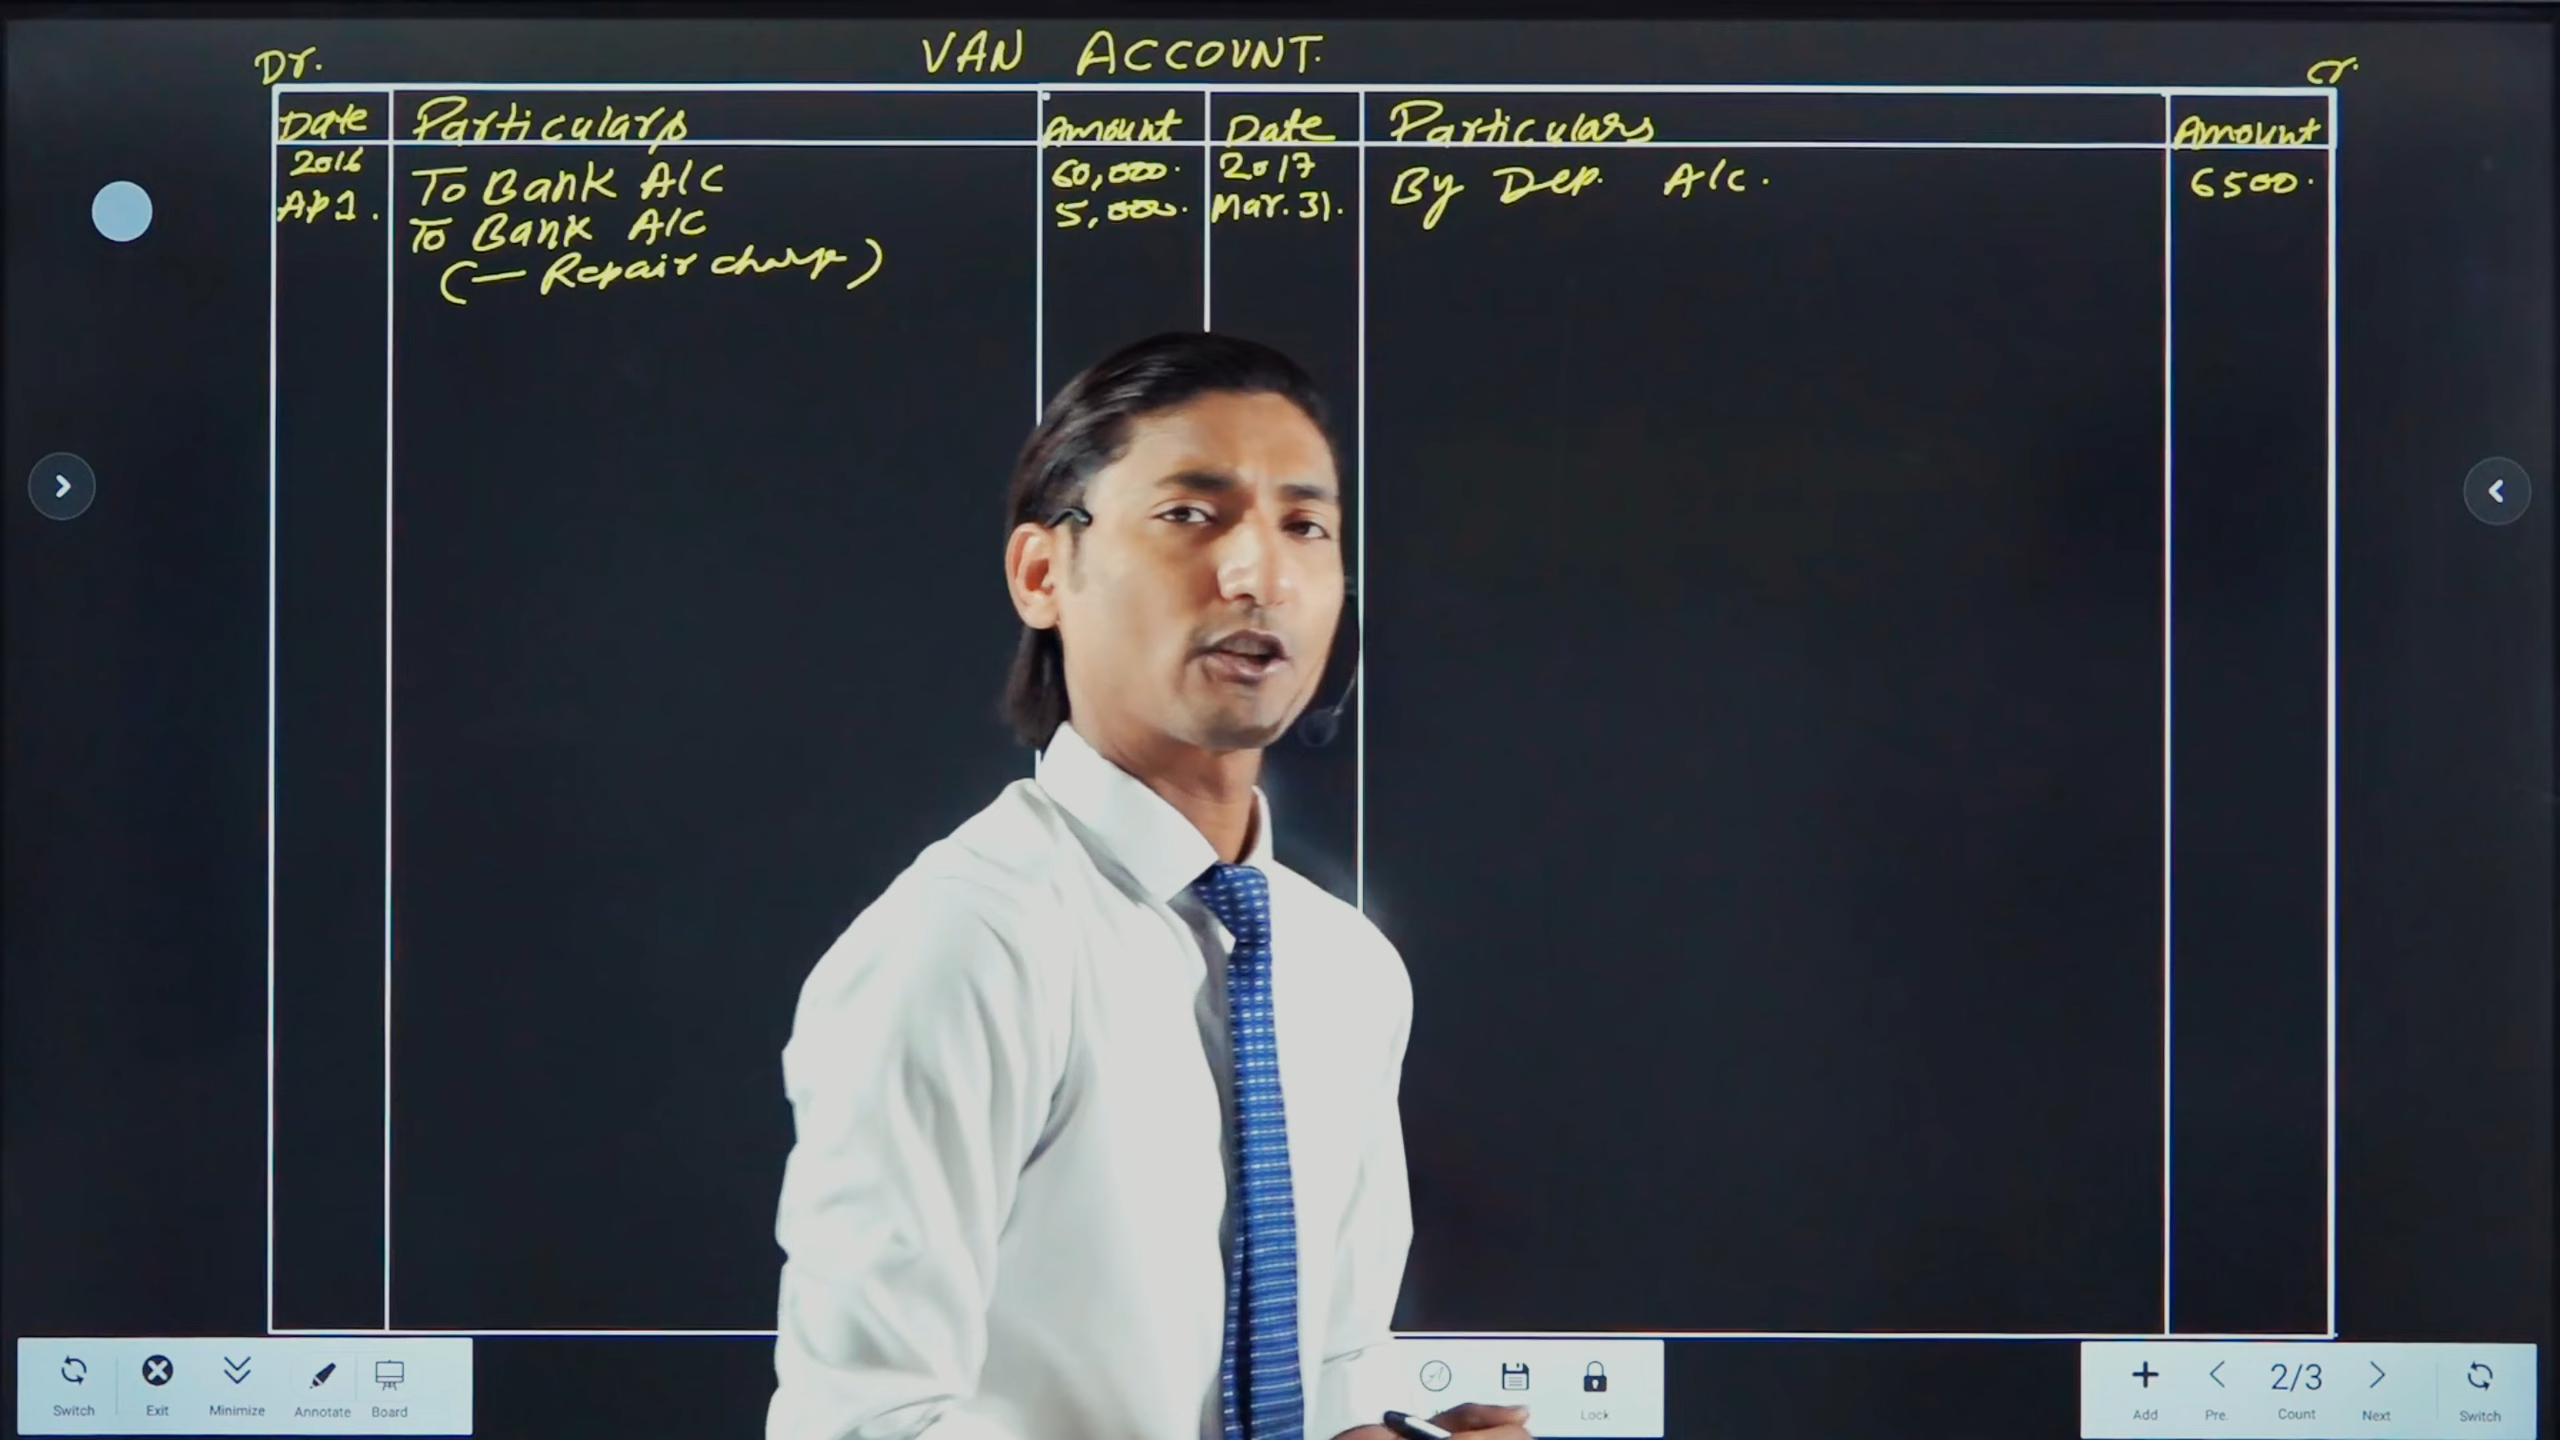 VAN ACCOUNT.
Dr.
Cr.
Date Particulars Amount Date Particulars Amount
2016 To Bank A/C 60,000. 2017 By Dep. A/c. 6500.
Ap 1. To Bank A/C 5,000. Mar. 31.
(— Repair charge)
Switch Exit Minimize Annotate Board
Lock
2/3
Add Pre. Count Next Switch